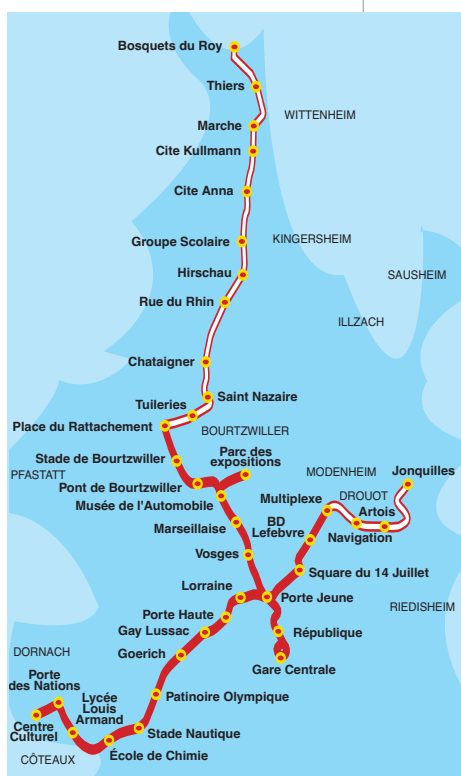 Bosquets du Roy
Thiers
WITTENHEIM
Marche
Cite Kullmann
Cite Anna
Groupe Scolaire
KINGERSHEIM
Hirschau
SAUSHEIM
Rue du Rhin
ILLZACH
Chataigner
Saint Nazaire
Tuileries
Place du Rattachement
BOURTZWILLER
Stade de Bourtzwiller
Parc des
expositions
PFASTATT
MODENHEIM
Jonquilles
Pont de Bourtzwiller
DROUOT
Musée de l'Automobile
Multiplexe
Artois
Marseillaise
BD
Lefebvre
Navigation
Vosges
Square du 14 Juillet
Lorraine
Porte Jeune
RIEDISHEIM
Porte Haute
Gay Lussac
République
DORNACH
Goerich
Gare Centrale
Porte
des Nations
Lycée
Louis
Armand
Patinoire Olympique
Centre
Culturel
Stade Nautique
École de Chimie
CÔTEAUX